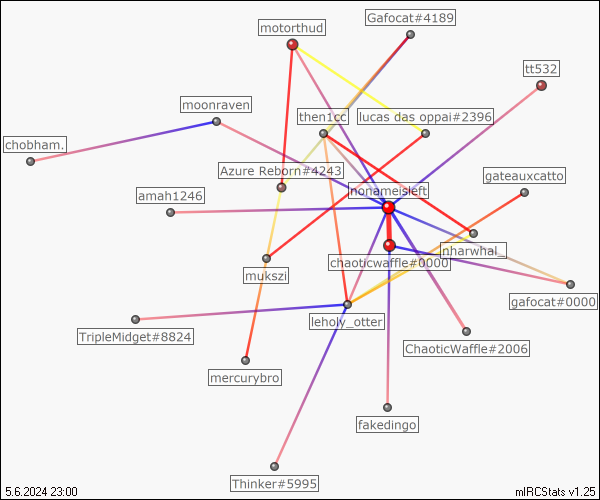 Gafocat#4189
motorthud
tt532
moonraven
then1cc
lucas das oppai#2396
chobham.
Azure Reborn#4243
gateauxcatto
nonameisleft
amah1246
nharwhal_
chaoticwaffle#0000
mukszi
gafocat#0000
leholy_otter
TripleMidget#8824
ChaoticWaffle#2006
mercurybro
fakedingo
Thinker#5995
5.6.2024 23:00
mIRCStats v1.25